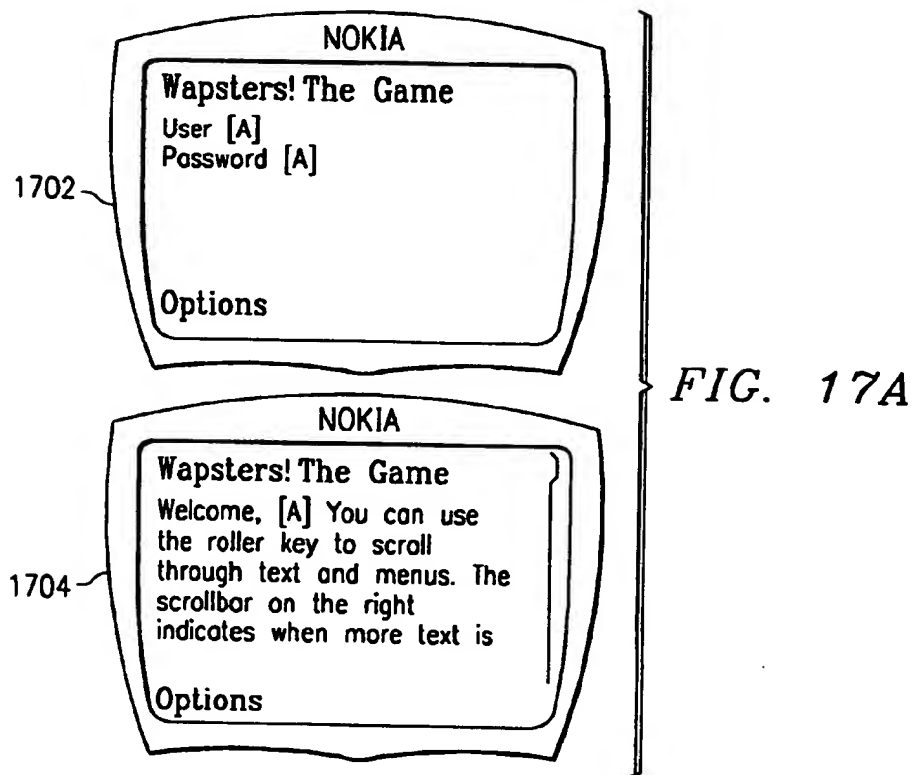 NOKIA
Wapsters! The Game
User [A]
Password [A]
1702
Options
FIG. 17A
NOKIA
Wapsters! The Game
Welcome, [A] You can use
the roller key to scroll
through text and menus. The
1704
scrollbar on the right
indicates when more text is
Options